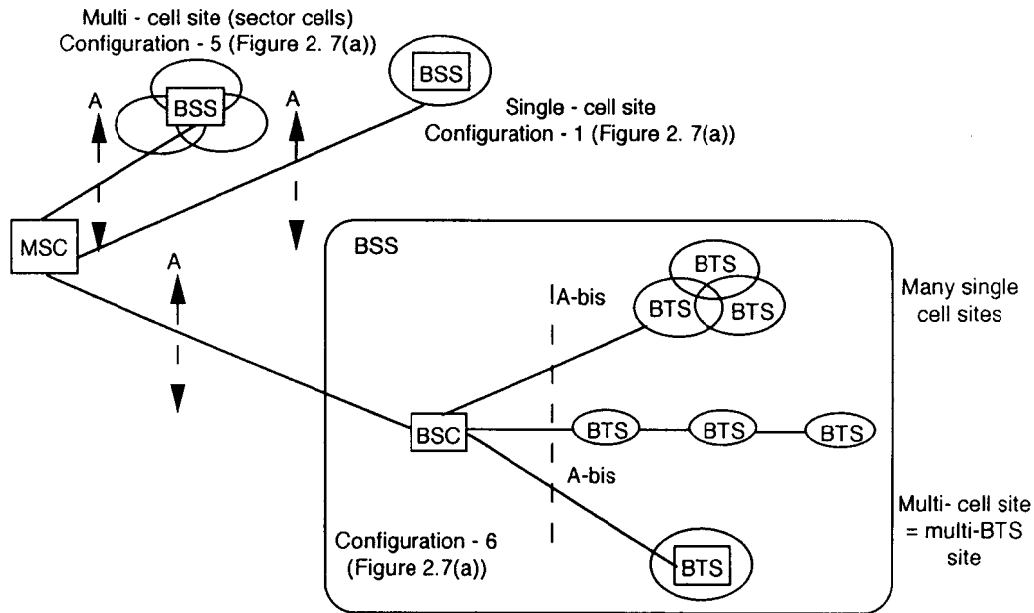 Multi - cell site (sector cells)
Configuration - 5 (Figure 2. 7(a))
A
BSS
A
BSS
Single - cell site
Configuration - 1 (Figure 2. 7(a))
MSC
A
BSS
A-bis
BTS
BTS
BTS
Many single
cell sites
BSC
BTS
BTS
BTS
A-bis
Configuration - 6
(Figure 2.7(a))
BTS
Multi- cell site
= multi-BTS
site